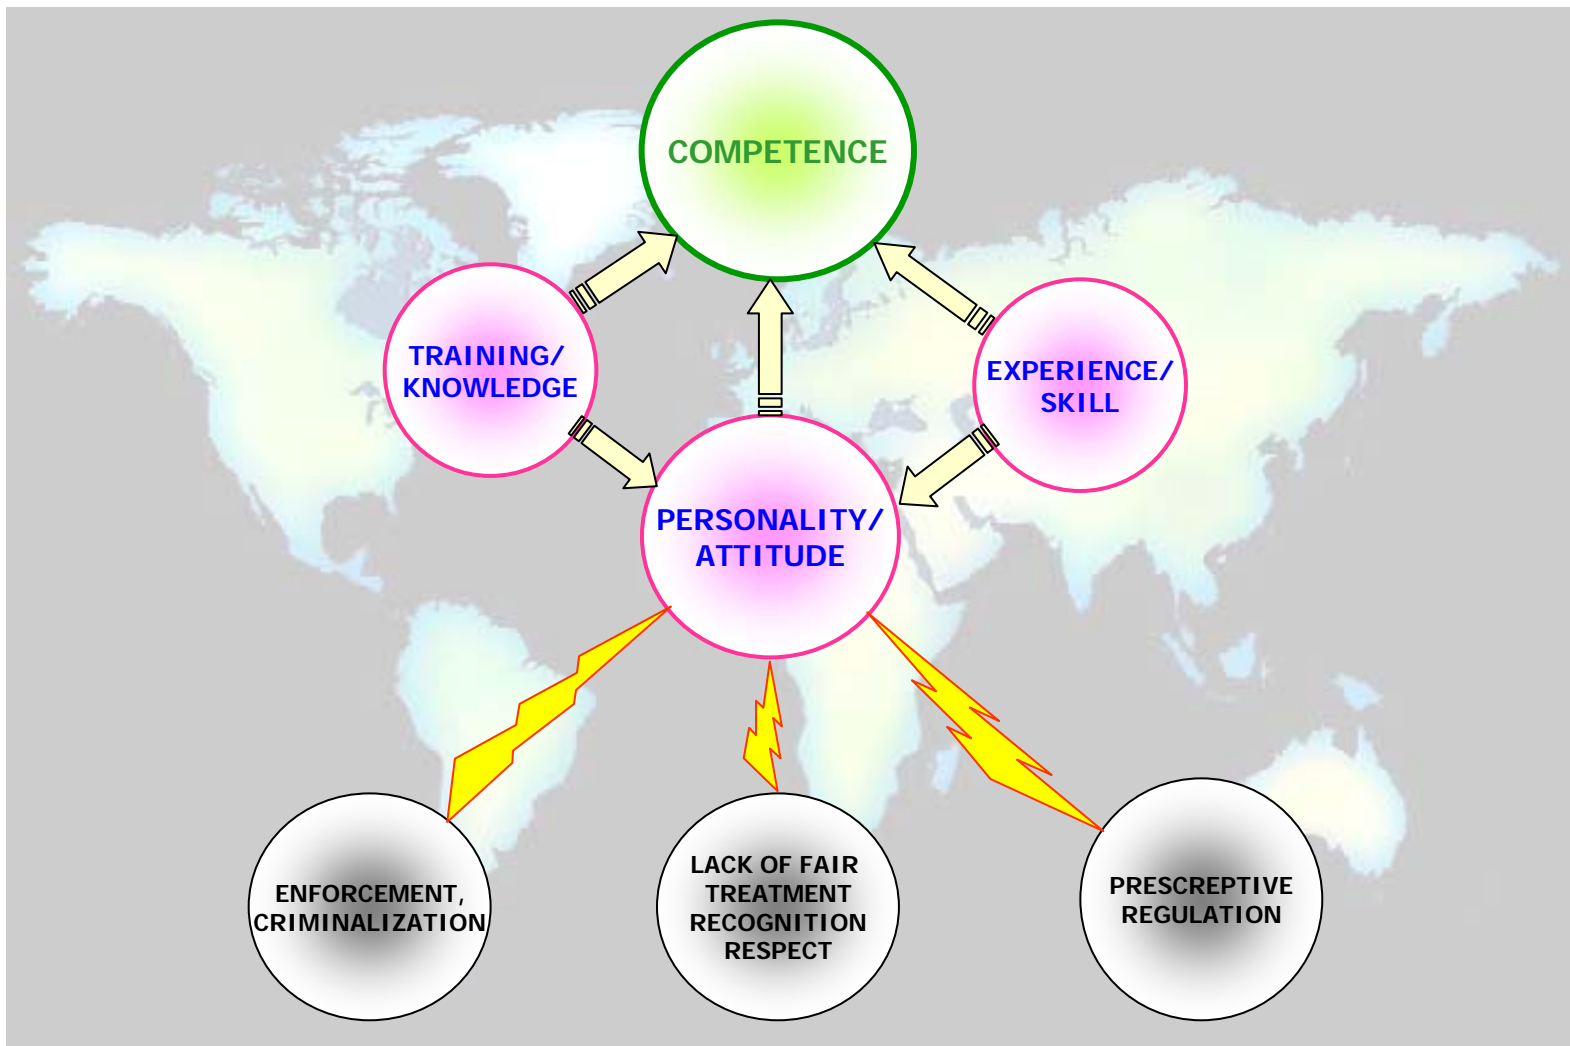 COMPETENCE
TRAINING/
KNOWLEDGE
EXPERIENCE/
SKILL
PERSONALITY/
ATTITUDE
ENFORCEMENT,
CRIMINALIZATION
LACK OF FAIR
TREATMENT
RECOGNITION
RESPECT
PRESCREPTIVE
REGULATION